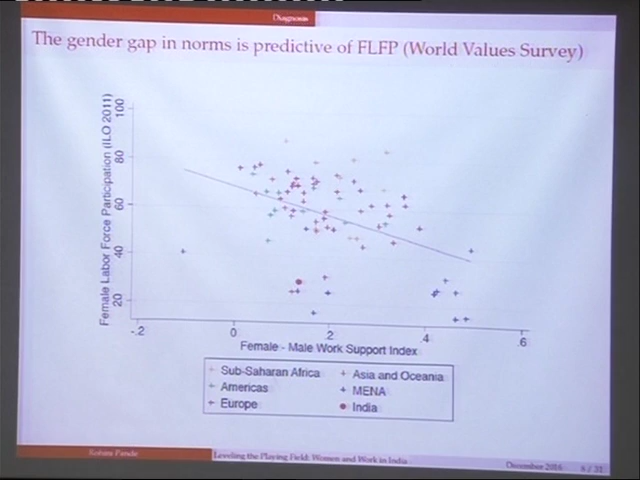 Diagnosis
The gender gap in norms is predictive of FLFP (World Values Survey)
Female Labor Force Participation (ILO 2011)
100
80
60
40
20
-.2 0 .2 .4 .6
Female - Male Work Support Index
Sub-Saharan Africa Asia and Oceania
Americas MENA
Europe India
Rohini Pande Leveling the Playing Field: Women and Work in India December 2016 8 / 31